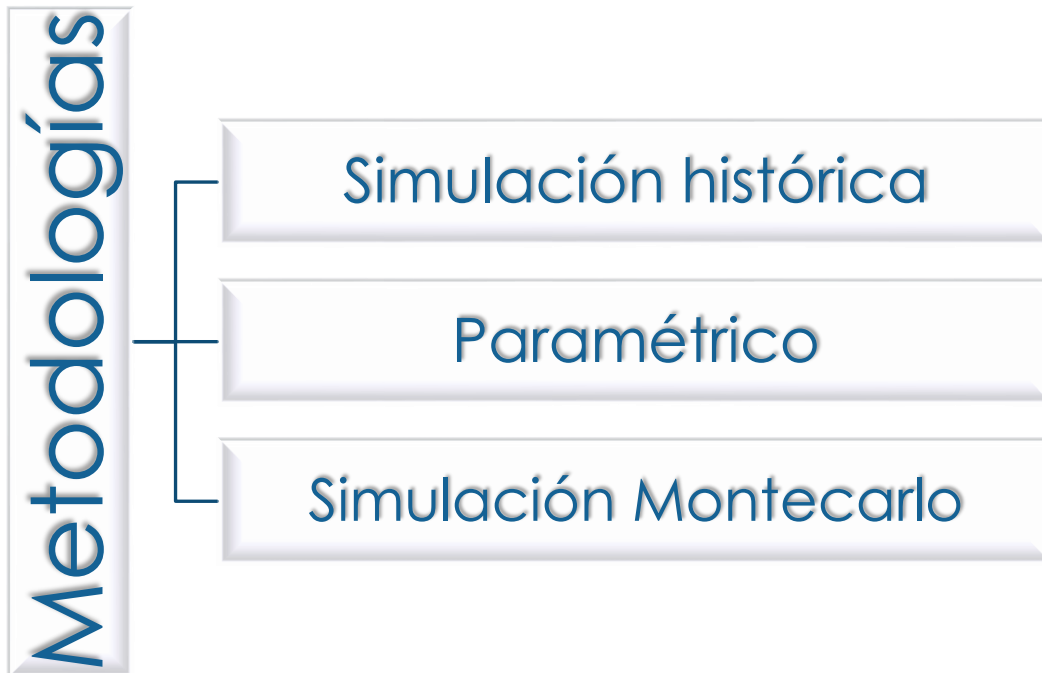 Metodologías
Simulación histórica
Paramétrico
Simulación Montecarlo